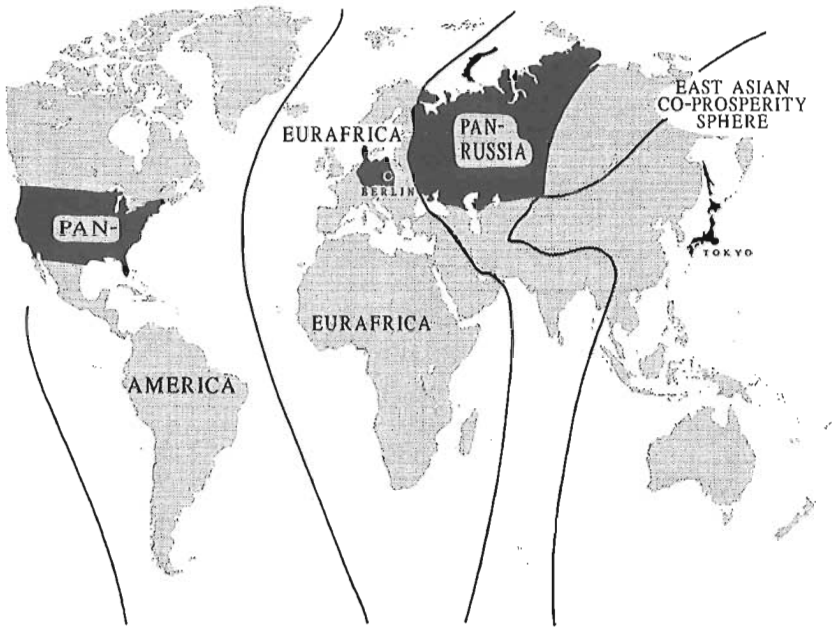 EAST ASIAN
CO-PROSPERITY
SPHERE
EURAFRICA
PAN-
RUSSIA
BERLIN
PAN-
TOKYO
EURAFRICA
AMERICA